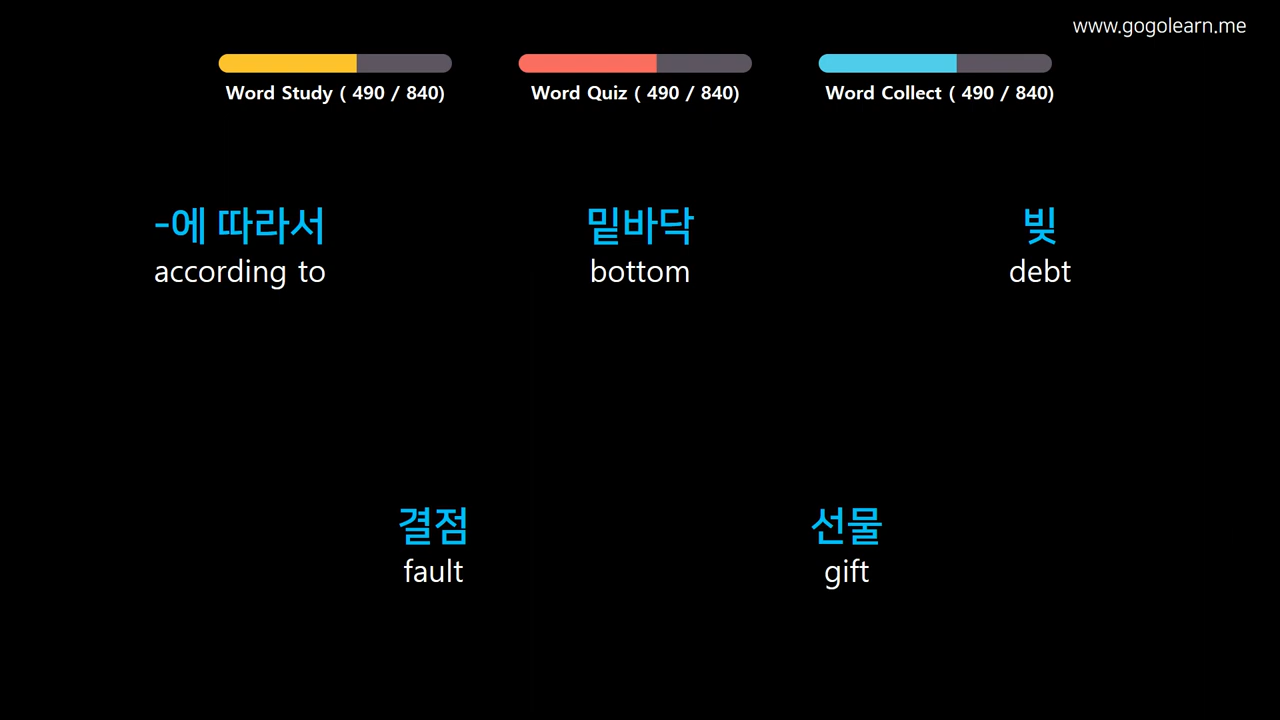 www.gogolearn.me
Word Study ( 490 / 840)
Word Quiz ( 490 / 840)
Word Collect ( 490 / 840)
-에 따라서
according to
밑바닥
bottom
빚
debt
결점
fault
선물
gift